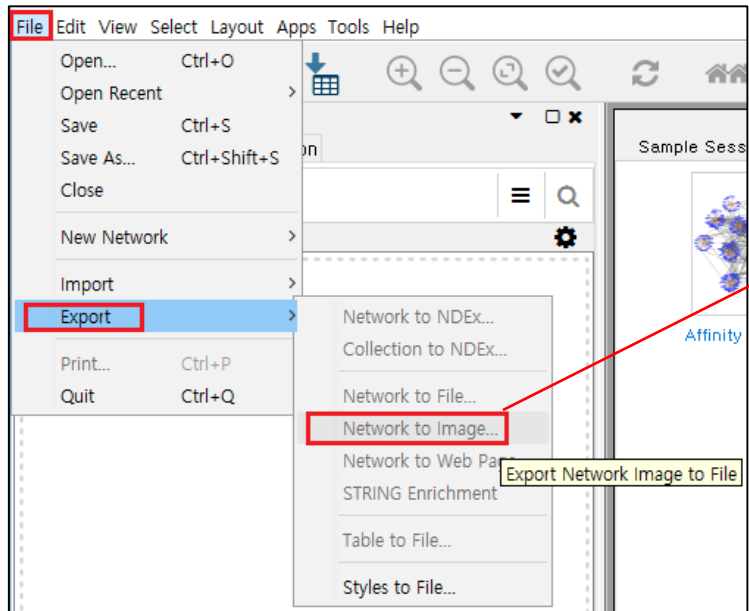 File Edit View Select Layout Apps Tools Help
Open... Ctrl+O
Open Recent
Save Ctrl+S
Save As... Ctrl+Shift+S
Close
New Network
Import
Export
Print... Ctrl+P
Quit Ctrl+Q
on
Sample Sess
Affinity
Network to NDEx...
Collection to NDEx...
Network to File...
Network to Image...
Network to Web Pa
Export Network Image to File
STRING Enrichment
Table to File...
Styles to File...